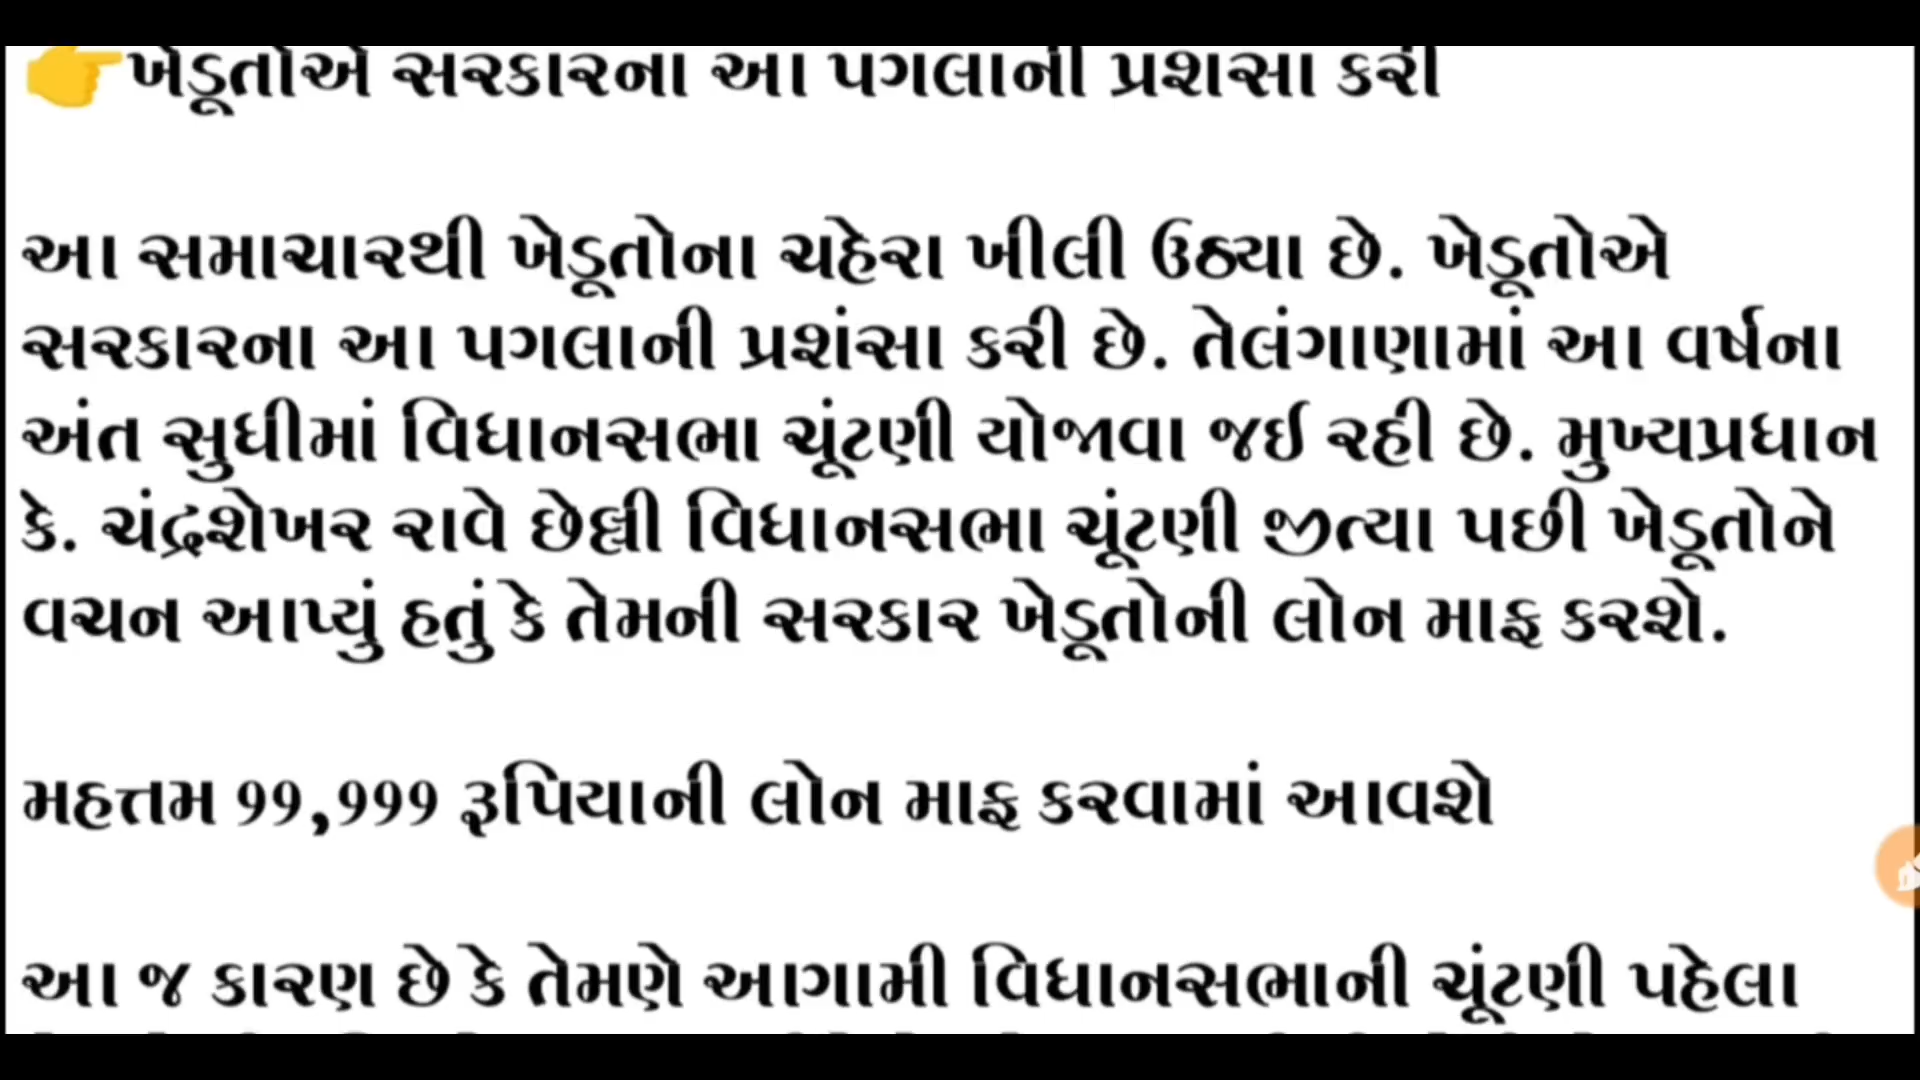 👉ખેડૂતોએ સરકારના આ પગલાની પ્રશંસા કરી
આ સમાચારથી ખેડૂતોના ચહેરા ખીલી ઉઠ્યા છે. ખેડૂતોએ
સરકારના આ પગલાની પ્રશંસા કરી છે. તેલંગાણામાં આ વર્ષના
અંત સુધીમાં વિધાનસભા ચૂંટણી યોજાવા જઈ રહી છે. મુખ્યપ્રધાન
કે. ચંદ્રશેખર રાવે છેલ્લી વિધાનસભા ચૂંટણી જીત્યા પછી ખેડૂતોને
વચન આપ્યું હતું કે તેમની સરકાર ખેડૂતોની લોન માફ કરશે.
મહત્તમ 99,999 રૂપિયાની લોન માફ કરવામાં આવશે
આ જ કારણ છે કે તેમણે આગામી વિધાનસભાની ચૂંટણી પહેલા